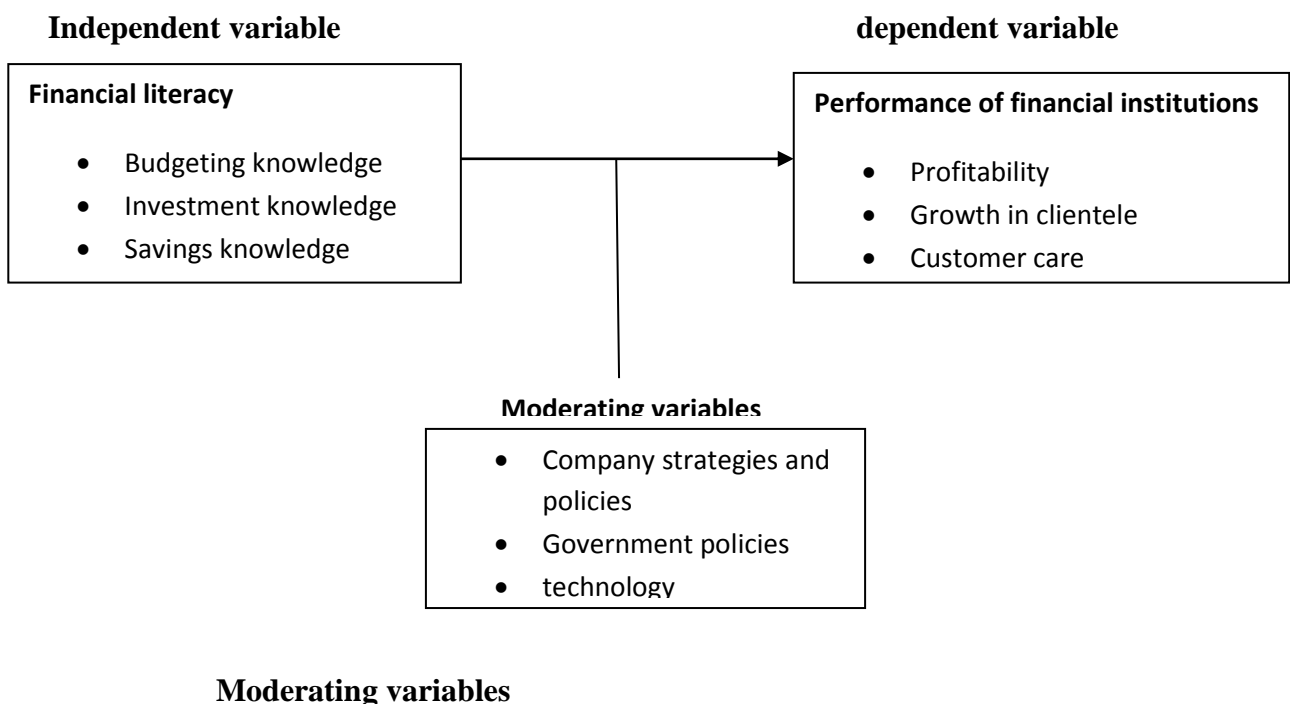 Independent variable
dependent variable
Financial literacy
• Budgeting knowledge
• Investment knowledge
• Savings knowledge
Performance of financial institutions
• Profitability
• Growth in clientele
• Customer care
Moderating variables
• Company strategies and
policies
• Government policies
• technology
Moderating variables